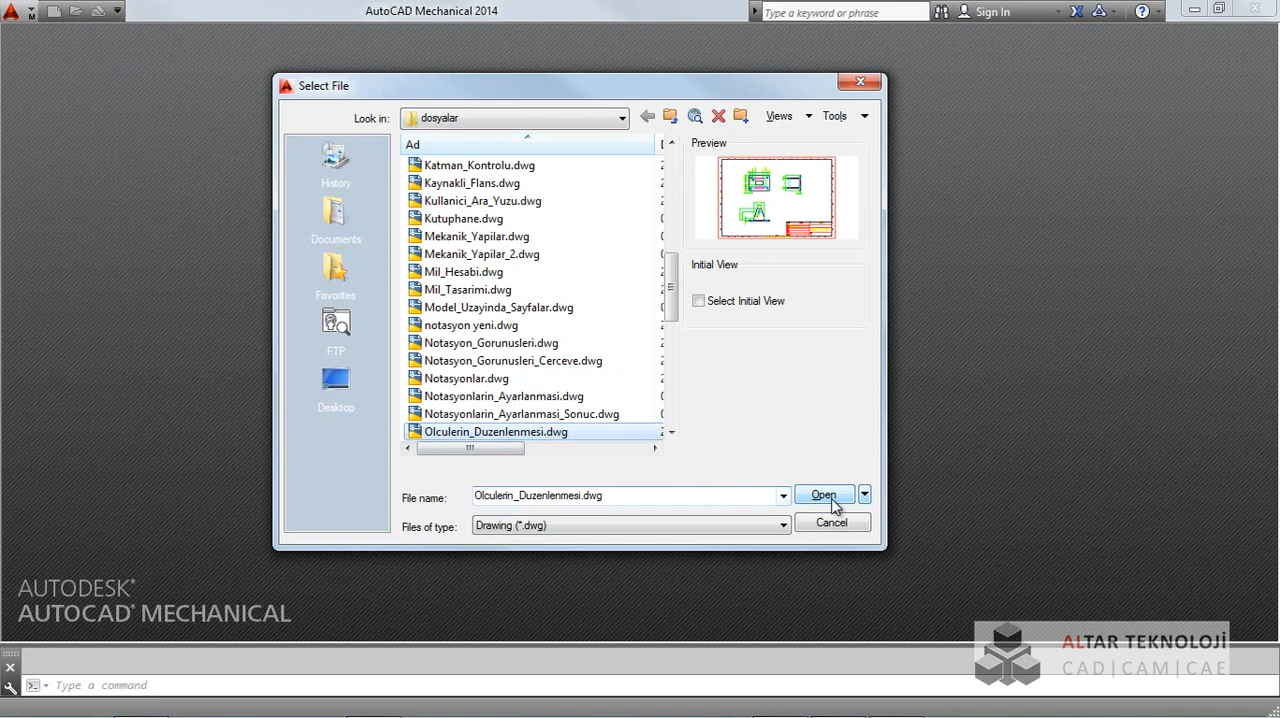 AutoCAD Mechanical 2014
Type a keyword or phrase
Sign In
Select File
Look in:
dosyalar
Views
Tools
Ad
Preview
History
Documents
Favorites
FTP
Desktop
Katman_Kontrolu.dwg
Kaynakli_Flans.dwg
Kullanici_Ara_Yuzu.dwg
Kutuphane.dwg
Mekanik_Yapilar.dwg
Mekanik_Yapilar_2.dwg
Mil_Hesabi.dwg
Mil_Tasarimi.dwg
Model_Uzayinda_Sayfalar.dwg
notasyon yeni.dwg
Notasyon_Gorunusleri.dwg
Notasyon_Gorunusleri_Cerceve.dwg
Notasyonlar.dwg
Notasyonlarin_Ayarlanmasi.dwg
Notasyonlarin_Ayarlanmasi_Sonuc.dwg
Olculerin_Duzenlenmesi.dwg
Initial View
Select Initial View
File name:
Olculerin_Duzenlenmesi.dwg
Open
Files of type:
Drawing (*.dwg)
Cancel
AUTODESK®
AUTOCAD® MECHANICAL
ALTAR TEKNOLOJİ
CAD|CAM|CAE
Type a command